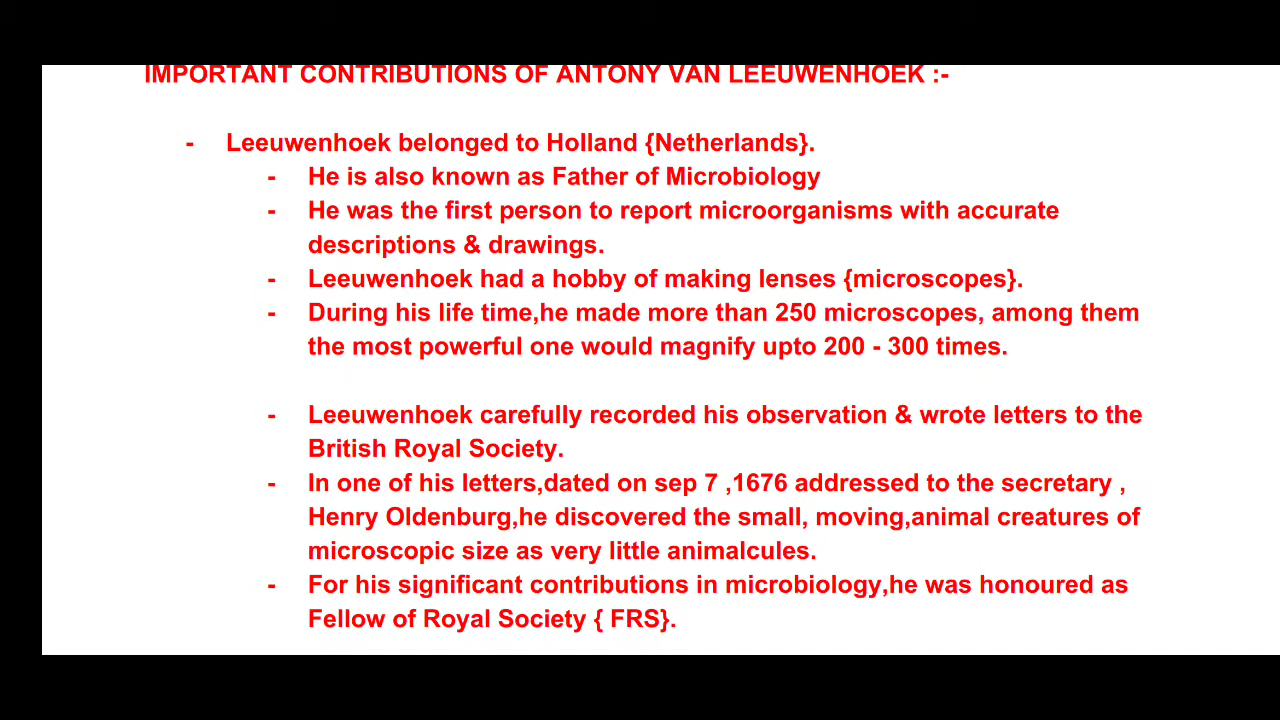 IMPORTANT CONTRIBUTIONS OF ANTONY VAN LEEUWENHOEK :-
- Leeuwenhoek belonged to Holland {Netherlands}.
- He is also known as Father of Microbiology
- He was the first person to report microorganisms with accurate
descriptions & drawings.
- Leeuwenhoek had a hobby of making lenses {microscopes}.
- During his life time,he made more than 250 microscopes, among them
the most powerful one would magnify upto 200 - 300 times.
- Leeuwenhoek carefully recorded his observation & wrote letters to the
British Royal Society.
- In one of his letters,dated on sep 7 ,1676 addressed to the secretary ,
Henry Oldenburg,he discovered the small, moving,animal creatures of
microscopic size as very little animalcules.
- For his significant contributions in microbiology,he was honoured as
Fellow of Royal Society { FRS}.